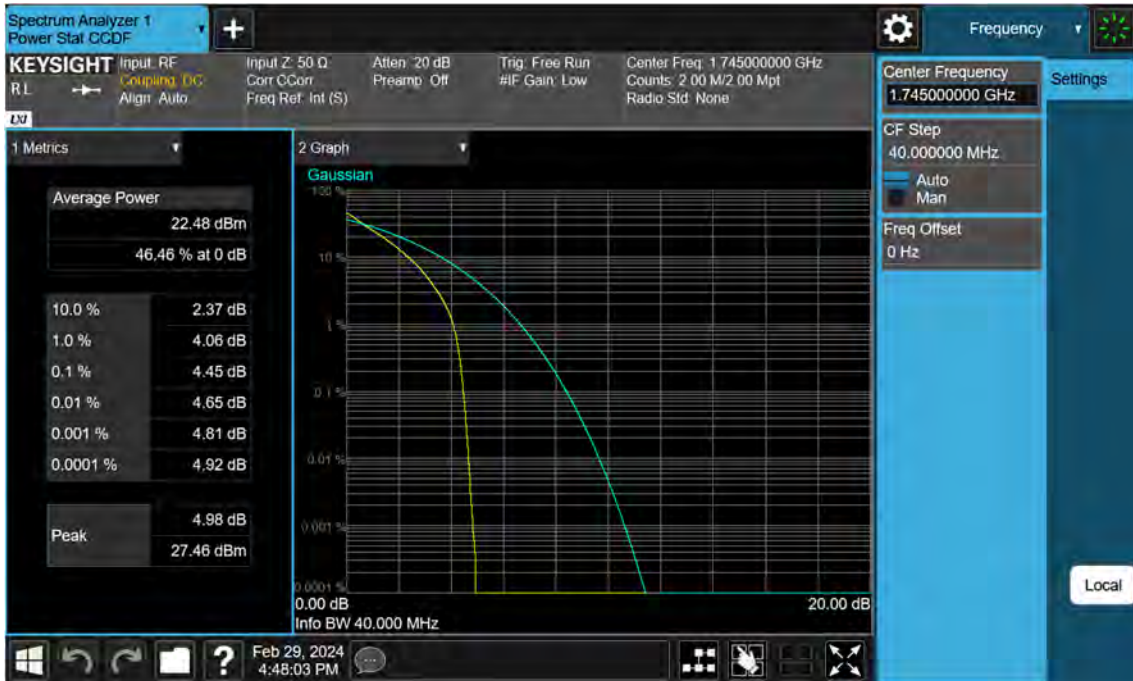 Spectrum Analyzer 1
Power Stat CCDF
Frequency
KEYSIGHT
RL
LXI
Input: RF
Coupling: DC
Align: Auto
Input Z: 50 Ω
Corr CCorr
Freq Ref: Int (S)
Atten: 20 dB
Preamp: Off
Trig: Free Run
#IF Gain: Low
Center Freq: 1.745000000 GHz
Counts: 2.00 M/2.00 Mpt
Radio Std: None
Center Frequency
1.745000000 GHz
Settings
CF Step
40.000000 MHz
Auto
Man
Freq Offset
0 Hz
1 Metrics
Average Power
22.48 dBm
46.46 % at 0 dB
10.0 % 2.37 dB
1.0 % 4.06 dB
0.1 % 4.45 dB
0.01 % 4.65 dB
0.001 % 4.81 dB
0.0001 % 4.92 dB
Peak
4.98 dB
27.46 dBm
2 Graph
Gaussian
100 %
10 %
1 %
0.1 %
0.01 %
0.001 %
0.0001 %
0.00 dB 20.00 dB
Info BW 40.000 MHz
Local
?
Feb 29, 2024
4:48:03 PM